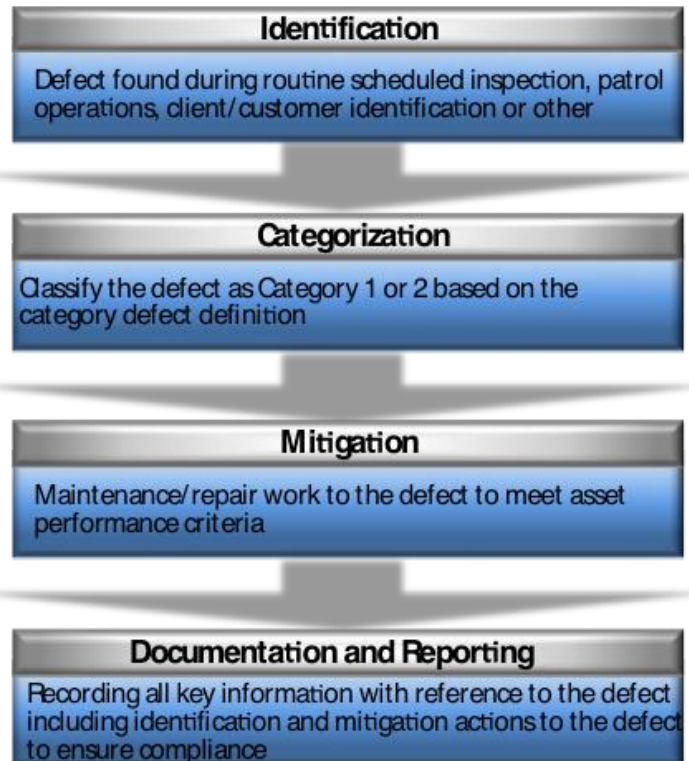 Identification
Defect found during routine scheduled inspection, patrol
operations, client/customer identification or other
Categorization
Classify the defect as Category 1 or 2 based on the
category defect definition
Mitigation
Maintenance/repair work to the defect to meet asset
performance criteria
Documentation and Reporting
Recording all key information with reference to the defect
including identification and mitigation actions to the defect
to ensure compliance